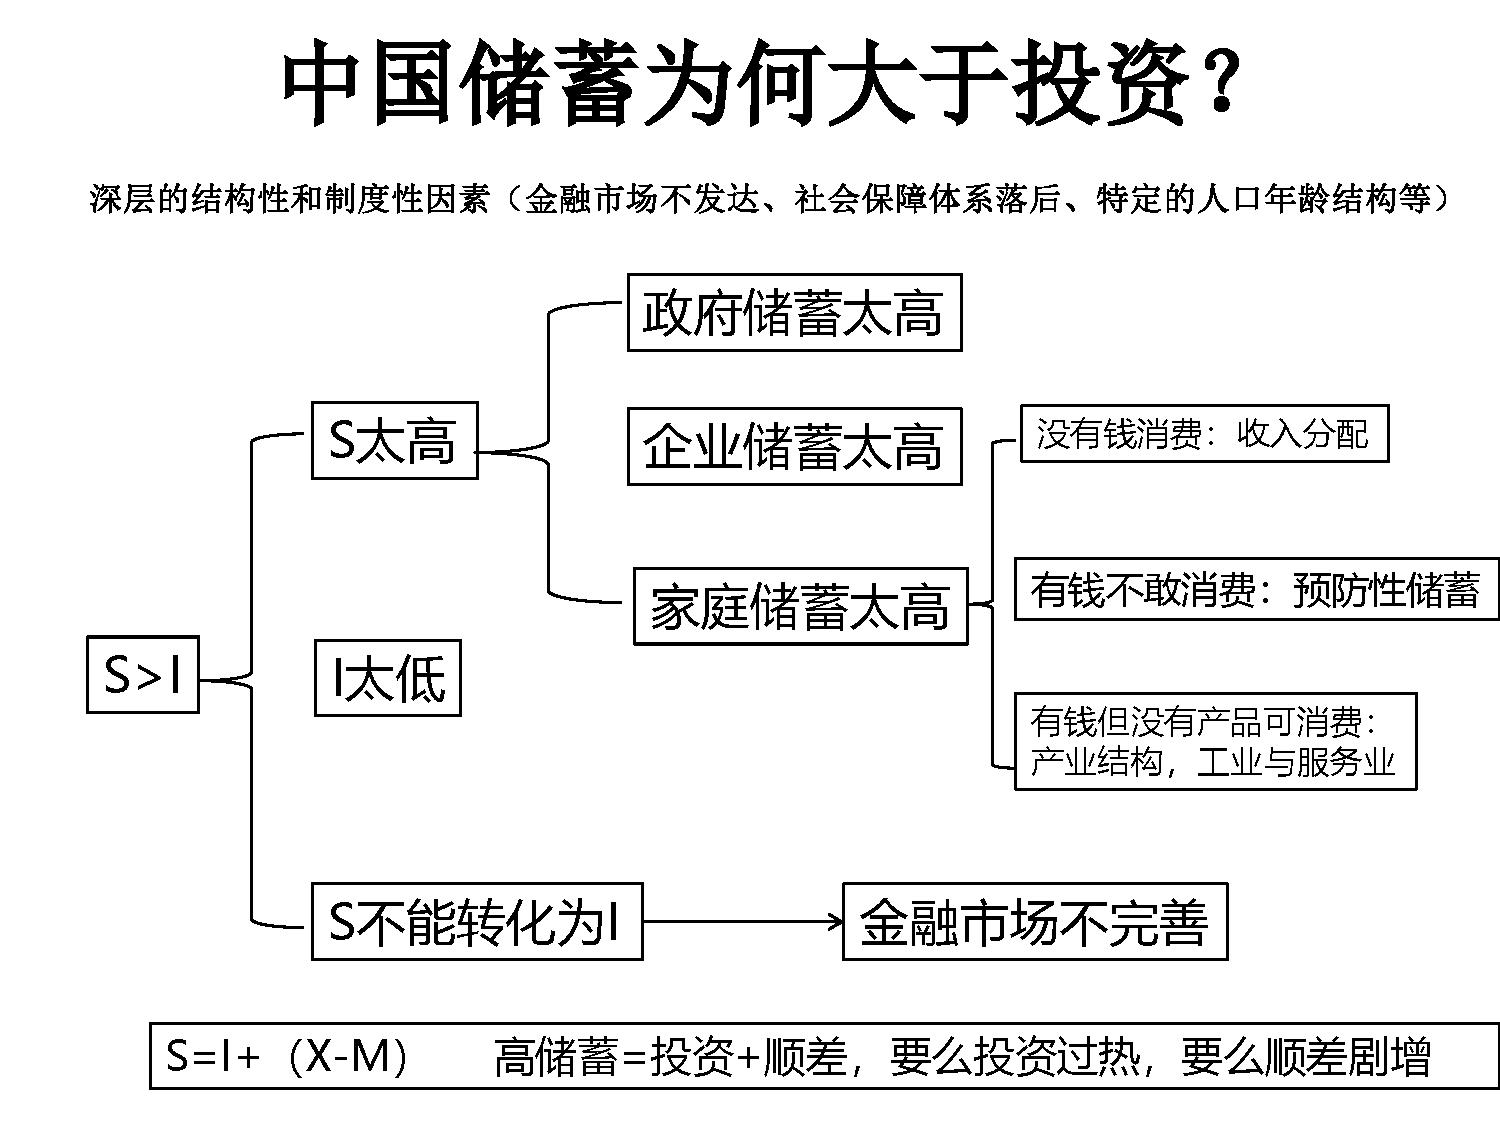 中国储蓄为何大于投资？
深层的结构性和制度性因素（金融市场不发达、社会保障体系落后、特定的人口年龄结构等）
政府储蓄太高
S太高
企业储蓄太高
没有钱消费：收入分配
家庭储蓄太高
有钱不敢消费：预防性储蓄
S>I
I太低
有钱但没有产品可消费：
产业结构，工业与服务业
S不能转化为I
金融市场不完善
S=I+（X-M） 高储蓄=投资+顺差，要么投资过热，要么顺差剧增